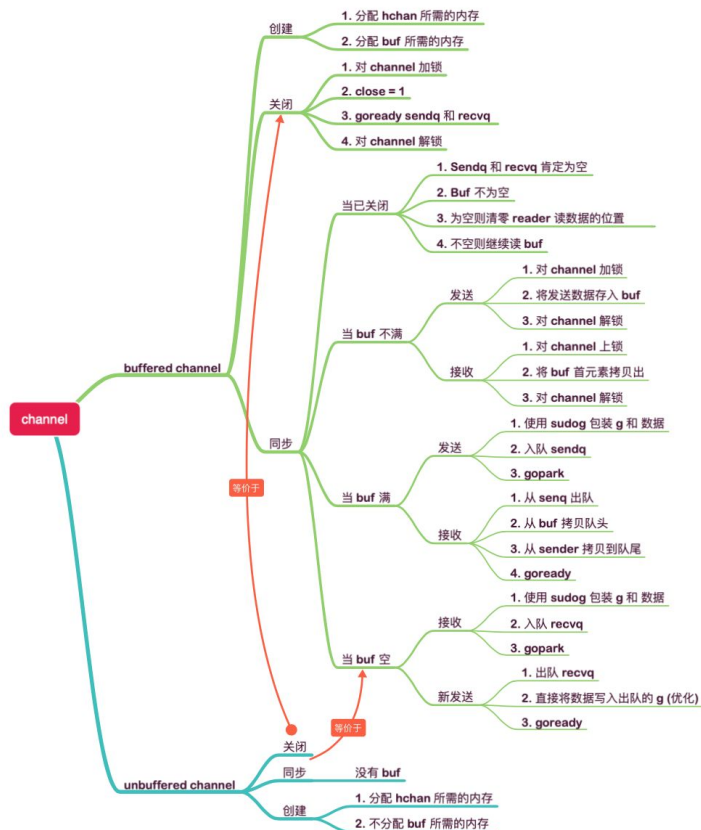 channel
buffered channel
创建
1. 分配 hchan 所需的内存
2. 分配 buf 所需的内存
关闭
1. 对 channel 加锁
2. close = 1
3. goready sendq 和 recvq
4. 对 channel 解锁
同步
当已关闭
1. Sendq 和 recvq 肯定为空
2. Buf 不为空
3. 为空则清零 reader 读数据的位置
4. 不空则继续读 buf
当 buf 不满
发送
1. 对 channel 加锁
2. 将发送数据存入 buf
3. 对 channel 解锁
接收
1. 对 channel 上锁
2. 将 buf 首元素拷贝出
3. 对 channel 解锁
当 buf 满
发送
1. 使用 sudog 包装 g 和 数据
2. 入队 sendq
3. gopark
接收
1. 从 senq 出队
2. 从 buf 拷贝队头
3. 从 sender 拷贝到队尾
4. goready
当 buf 空
接收
1. 使用 sudog 包装 g 和 数据
2. 入队 recvq
3. gopark
新发送
1. 出队 recvq
2. 直接将数据写入出队的 g (优化)
3. goready
等价于
等价于
unbuffered channel
关闭
同步
没有 buf
创建
1. 分配 hchan 所需的内存
2. 不分配 buf 所需的内存